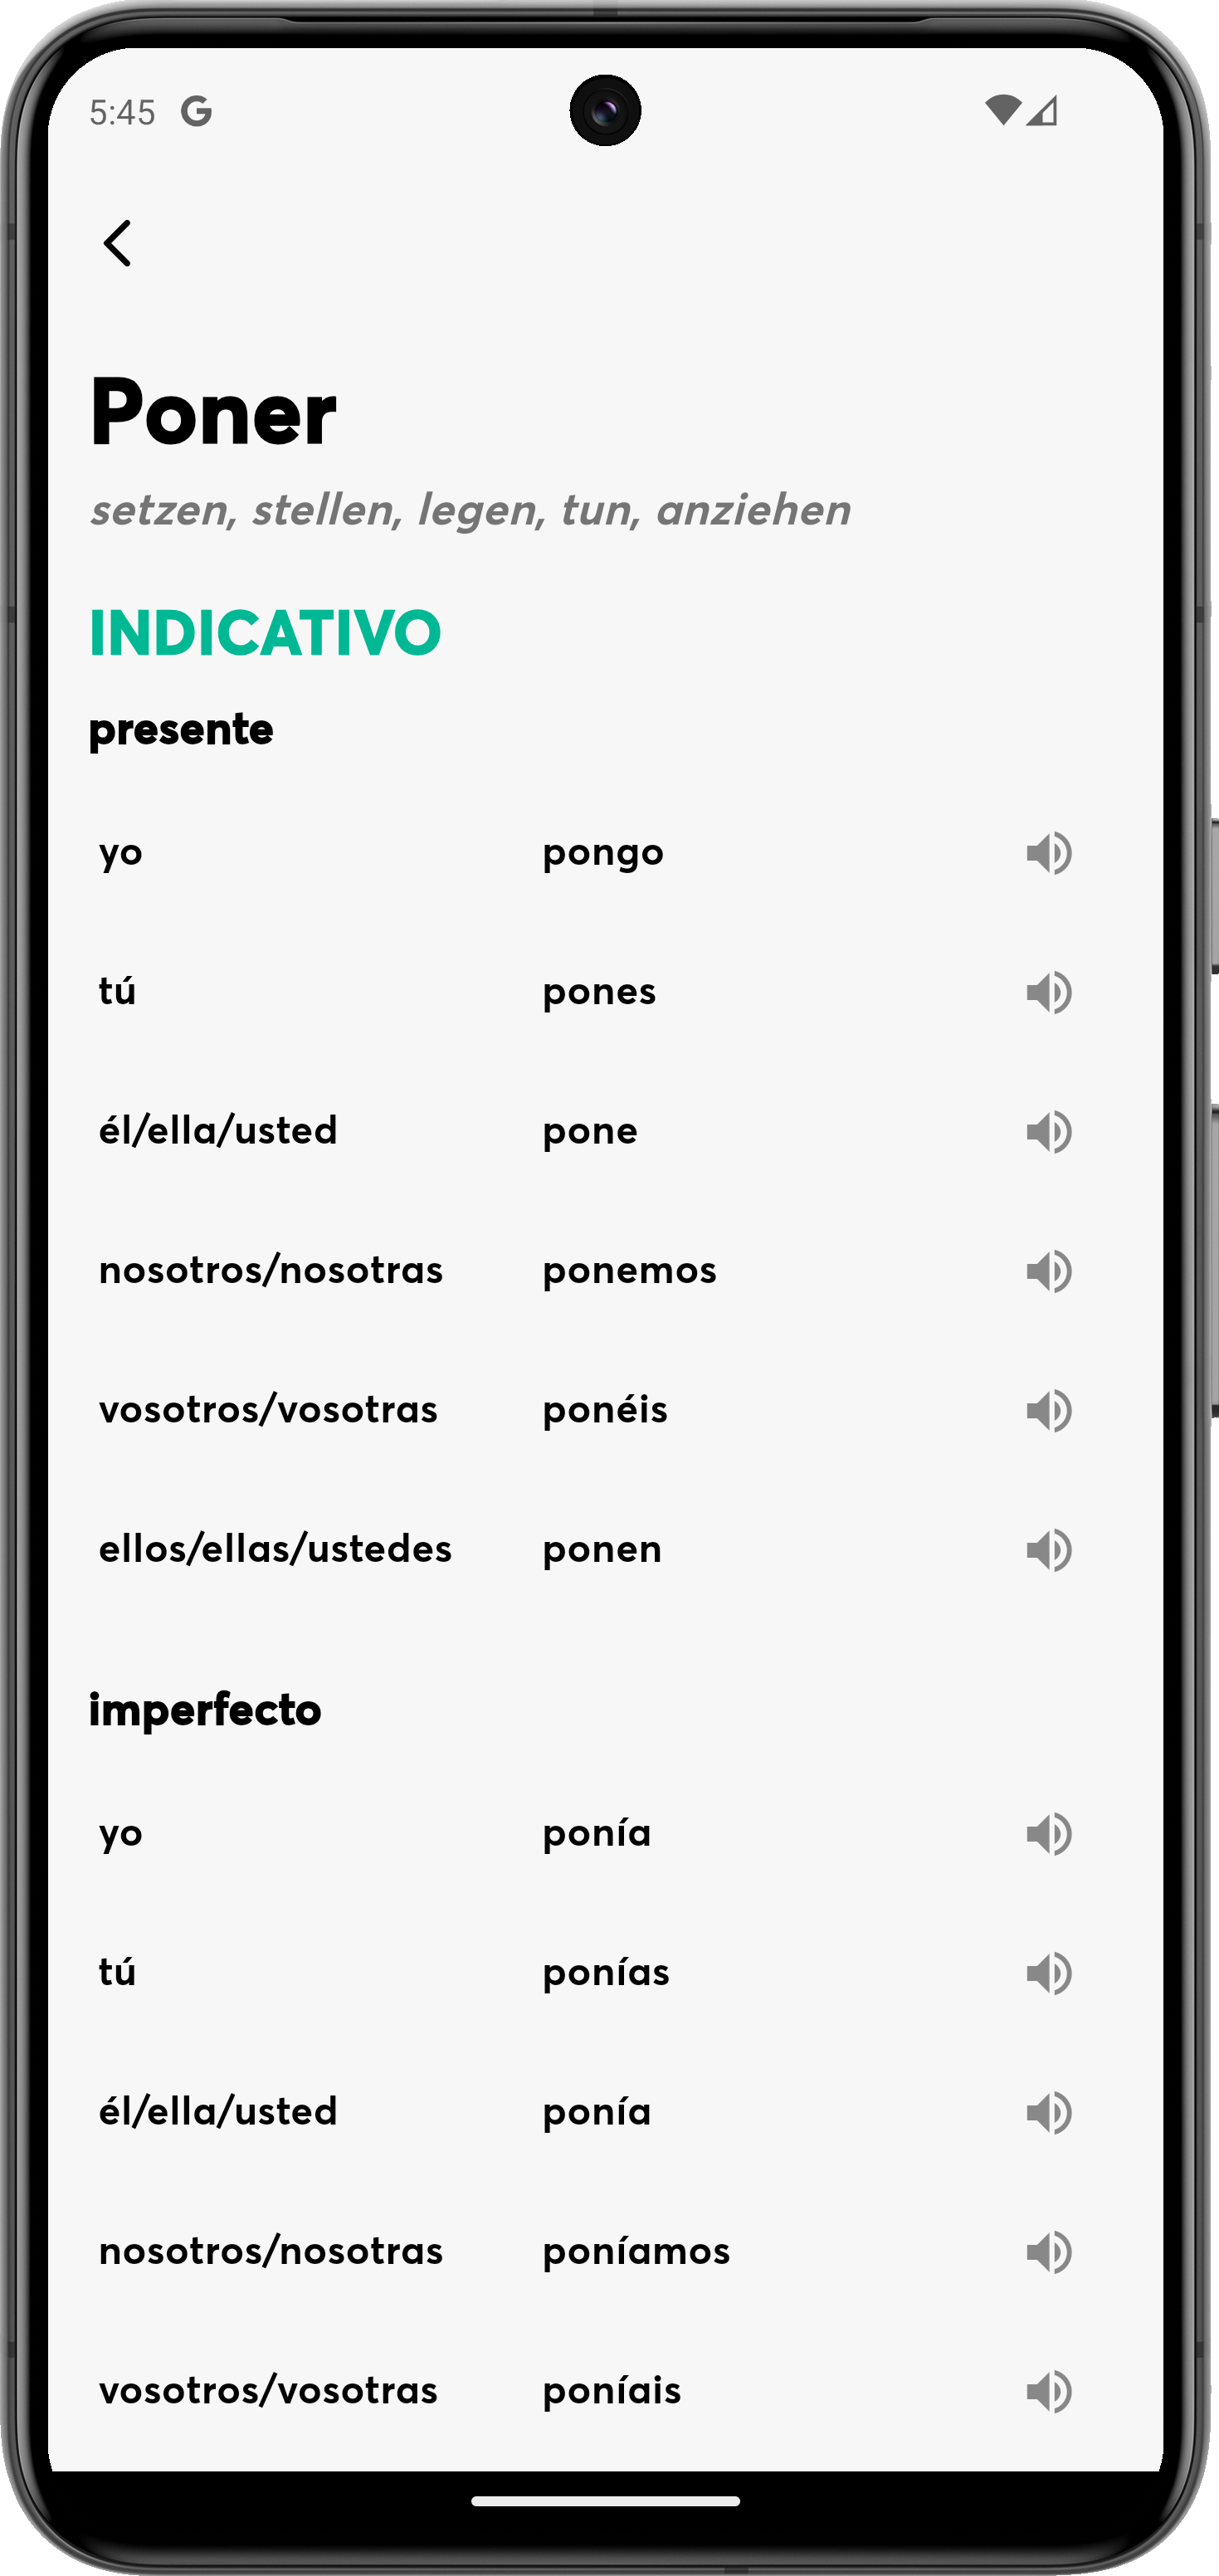 5:45 G
Poner
setzen, stellen, legen, tun, anziehen
INDICATIVO
presente
yo pongo
tú pones
él/ella/usted pone
nosotros/nosotras ponemos
vosotros/vosotras ponéis
ellos/ellas/ustedes ponen
imperfecto
yo ponía
tú ponías
él/ella/usted ponía
nosotros/nosotras poníamos
vosotros/vosotras poníais